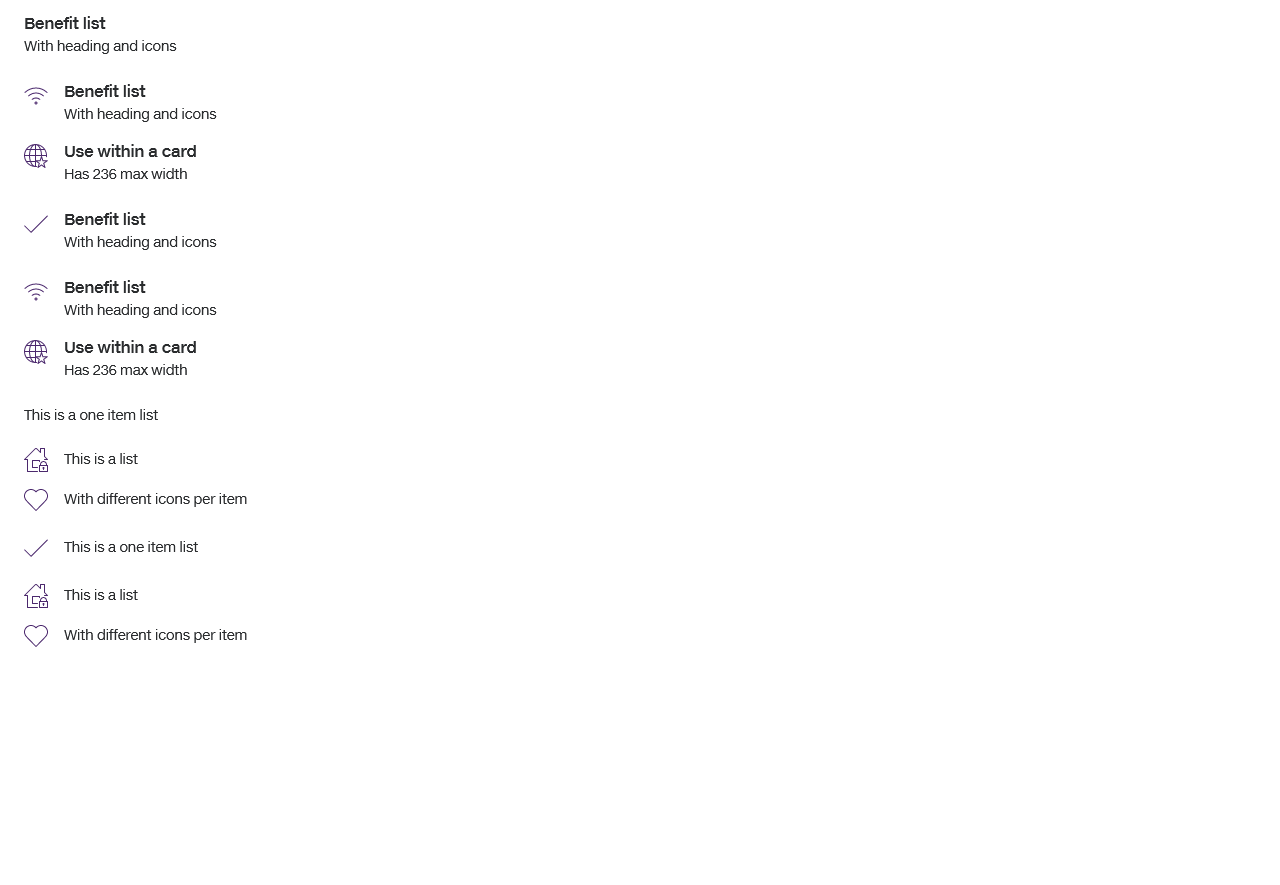 Benefit list
With heading and icons
Benefit list
With heading and icons
Use within a card
Has 236 max width
Benefit list
With heading and icons
Benefit list
With heading and icons
Use within a card
Has 236 max width
This is a one item list
This is a list
With different icons per item
This is a one item list
This is a list
With different icons per item